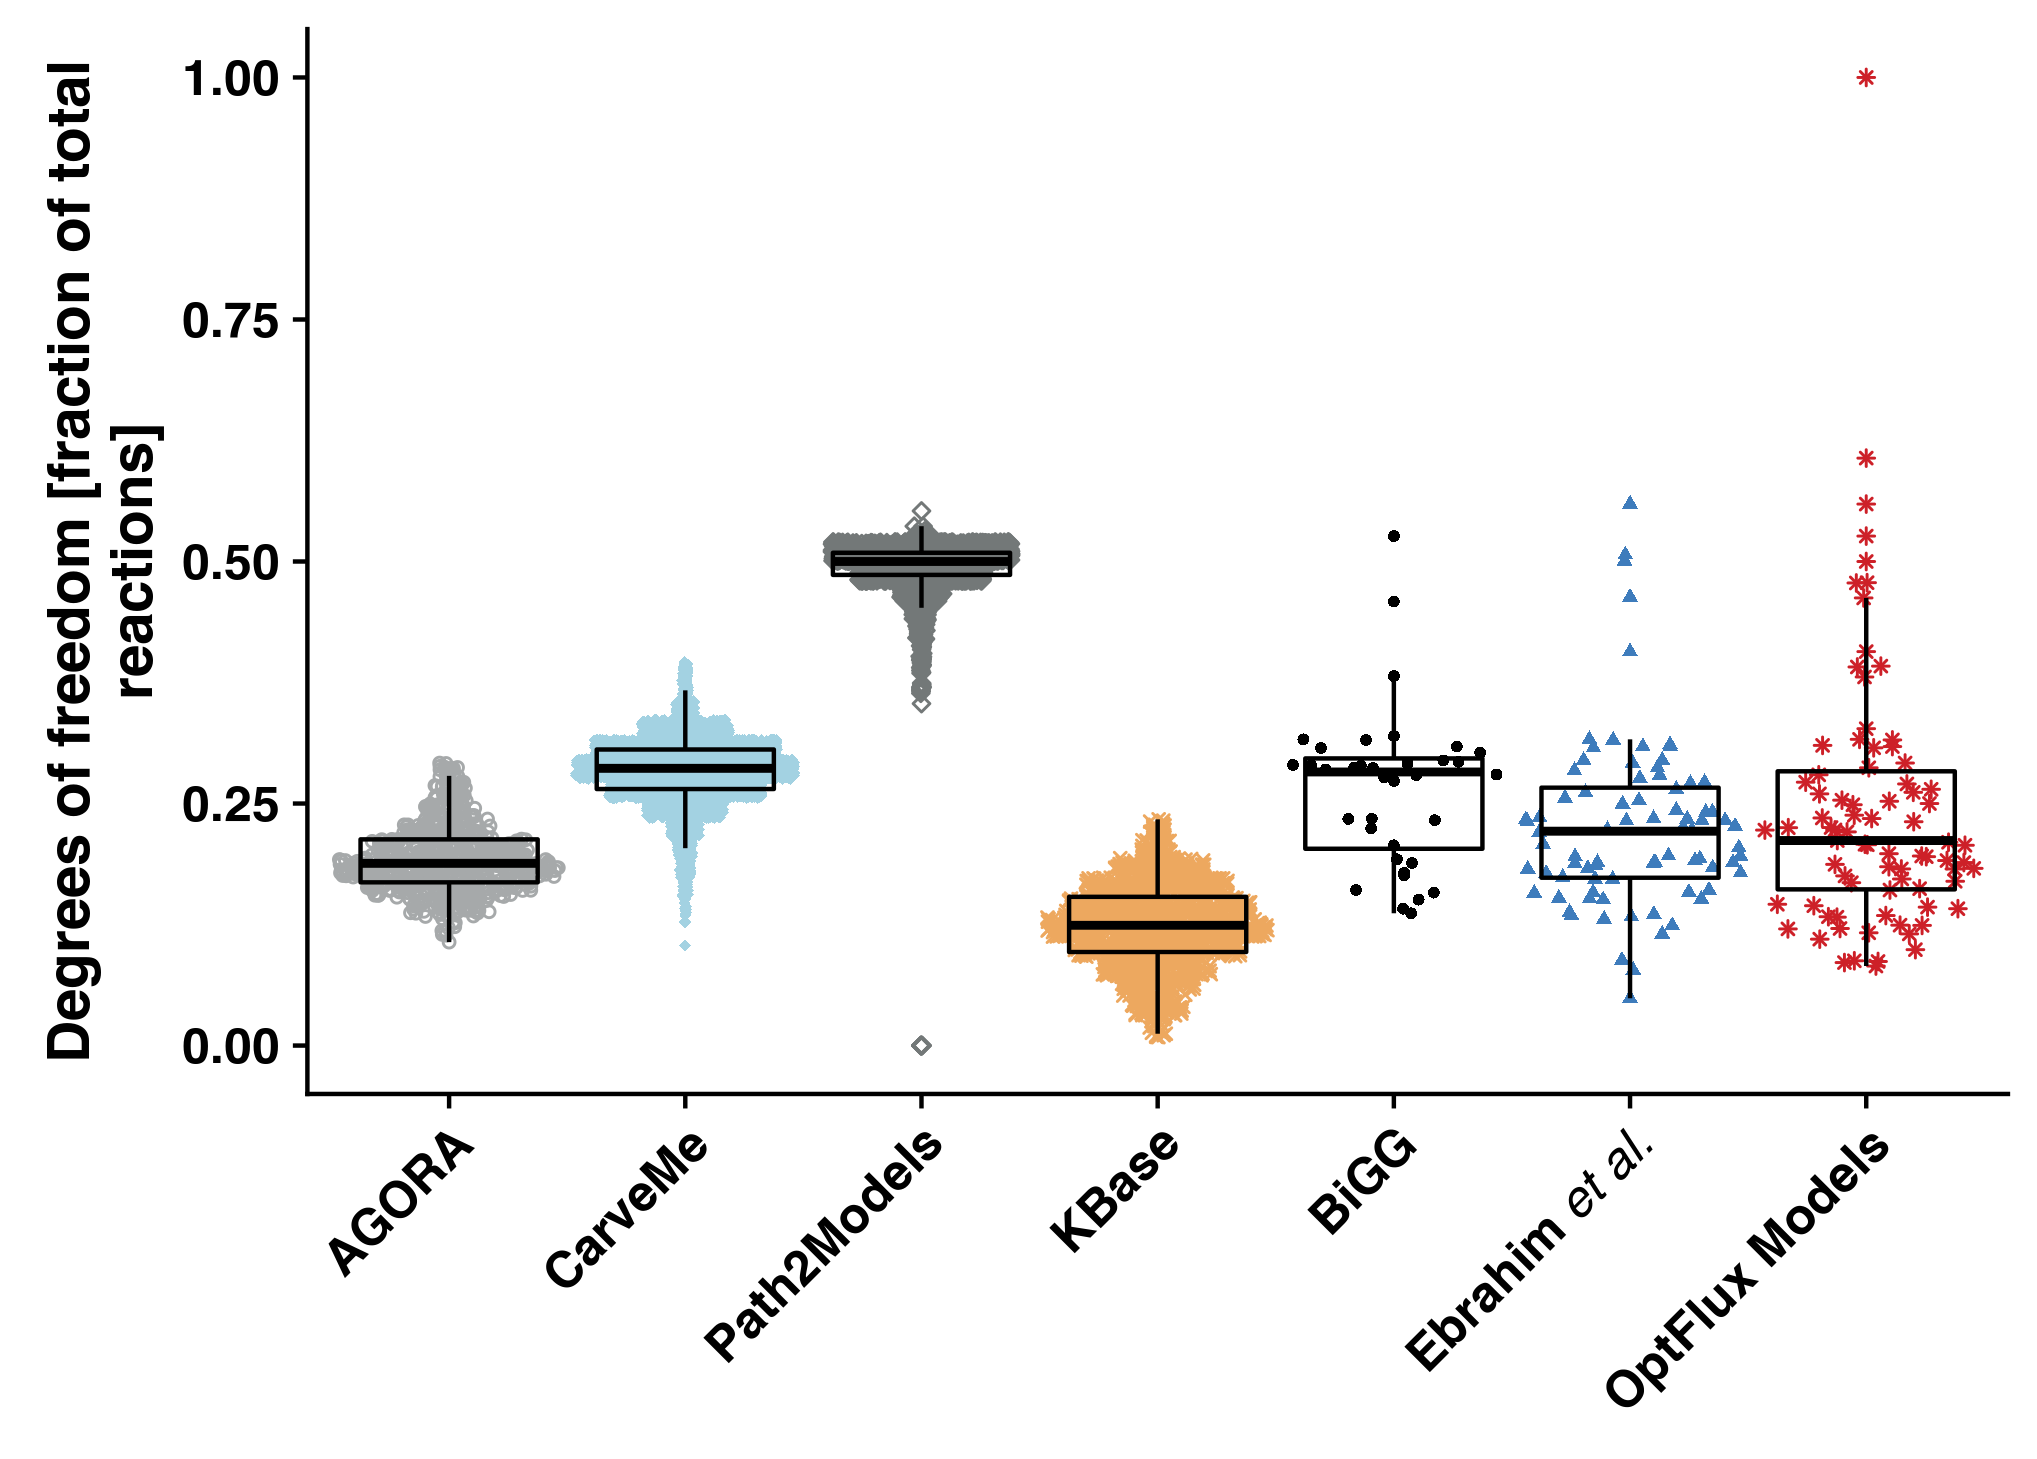 Degrees of freedom [fraction of total
reactions]
1.00
0.75
0.50
0.25
0.00
AGORA
CarveMe
Path2Models
KBase
BiGG
Ebrahim et al.
OptFlux Models